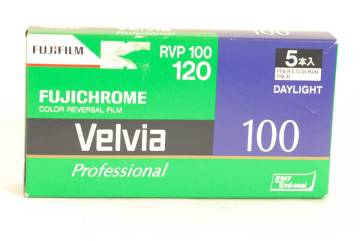 FUJIFILM
RVP 100
120
5本入
PROFESSIONAL
PACK
DAYLIGHT
FUJICHROME
COLOR REVERSAL FILM
Velvia
100
Professional
easy
End-seal